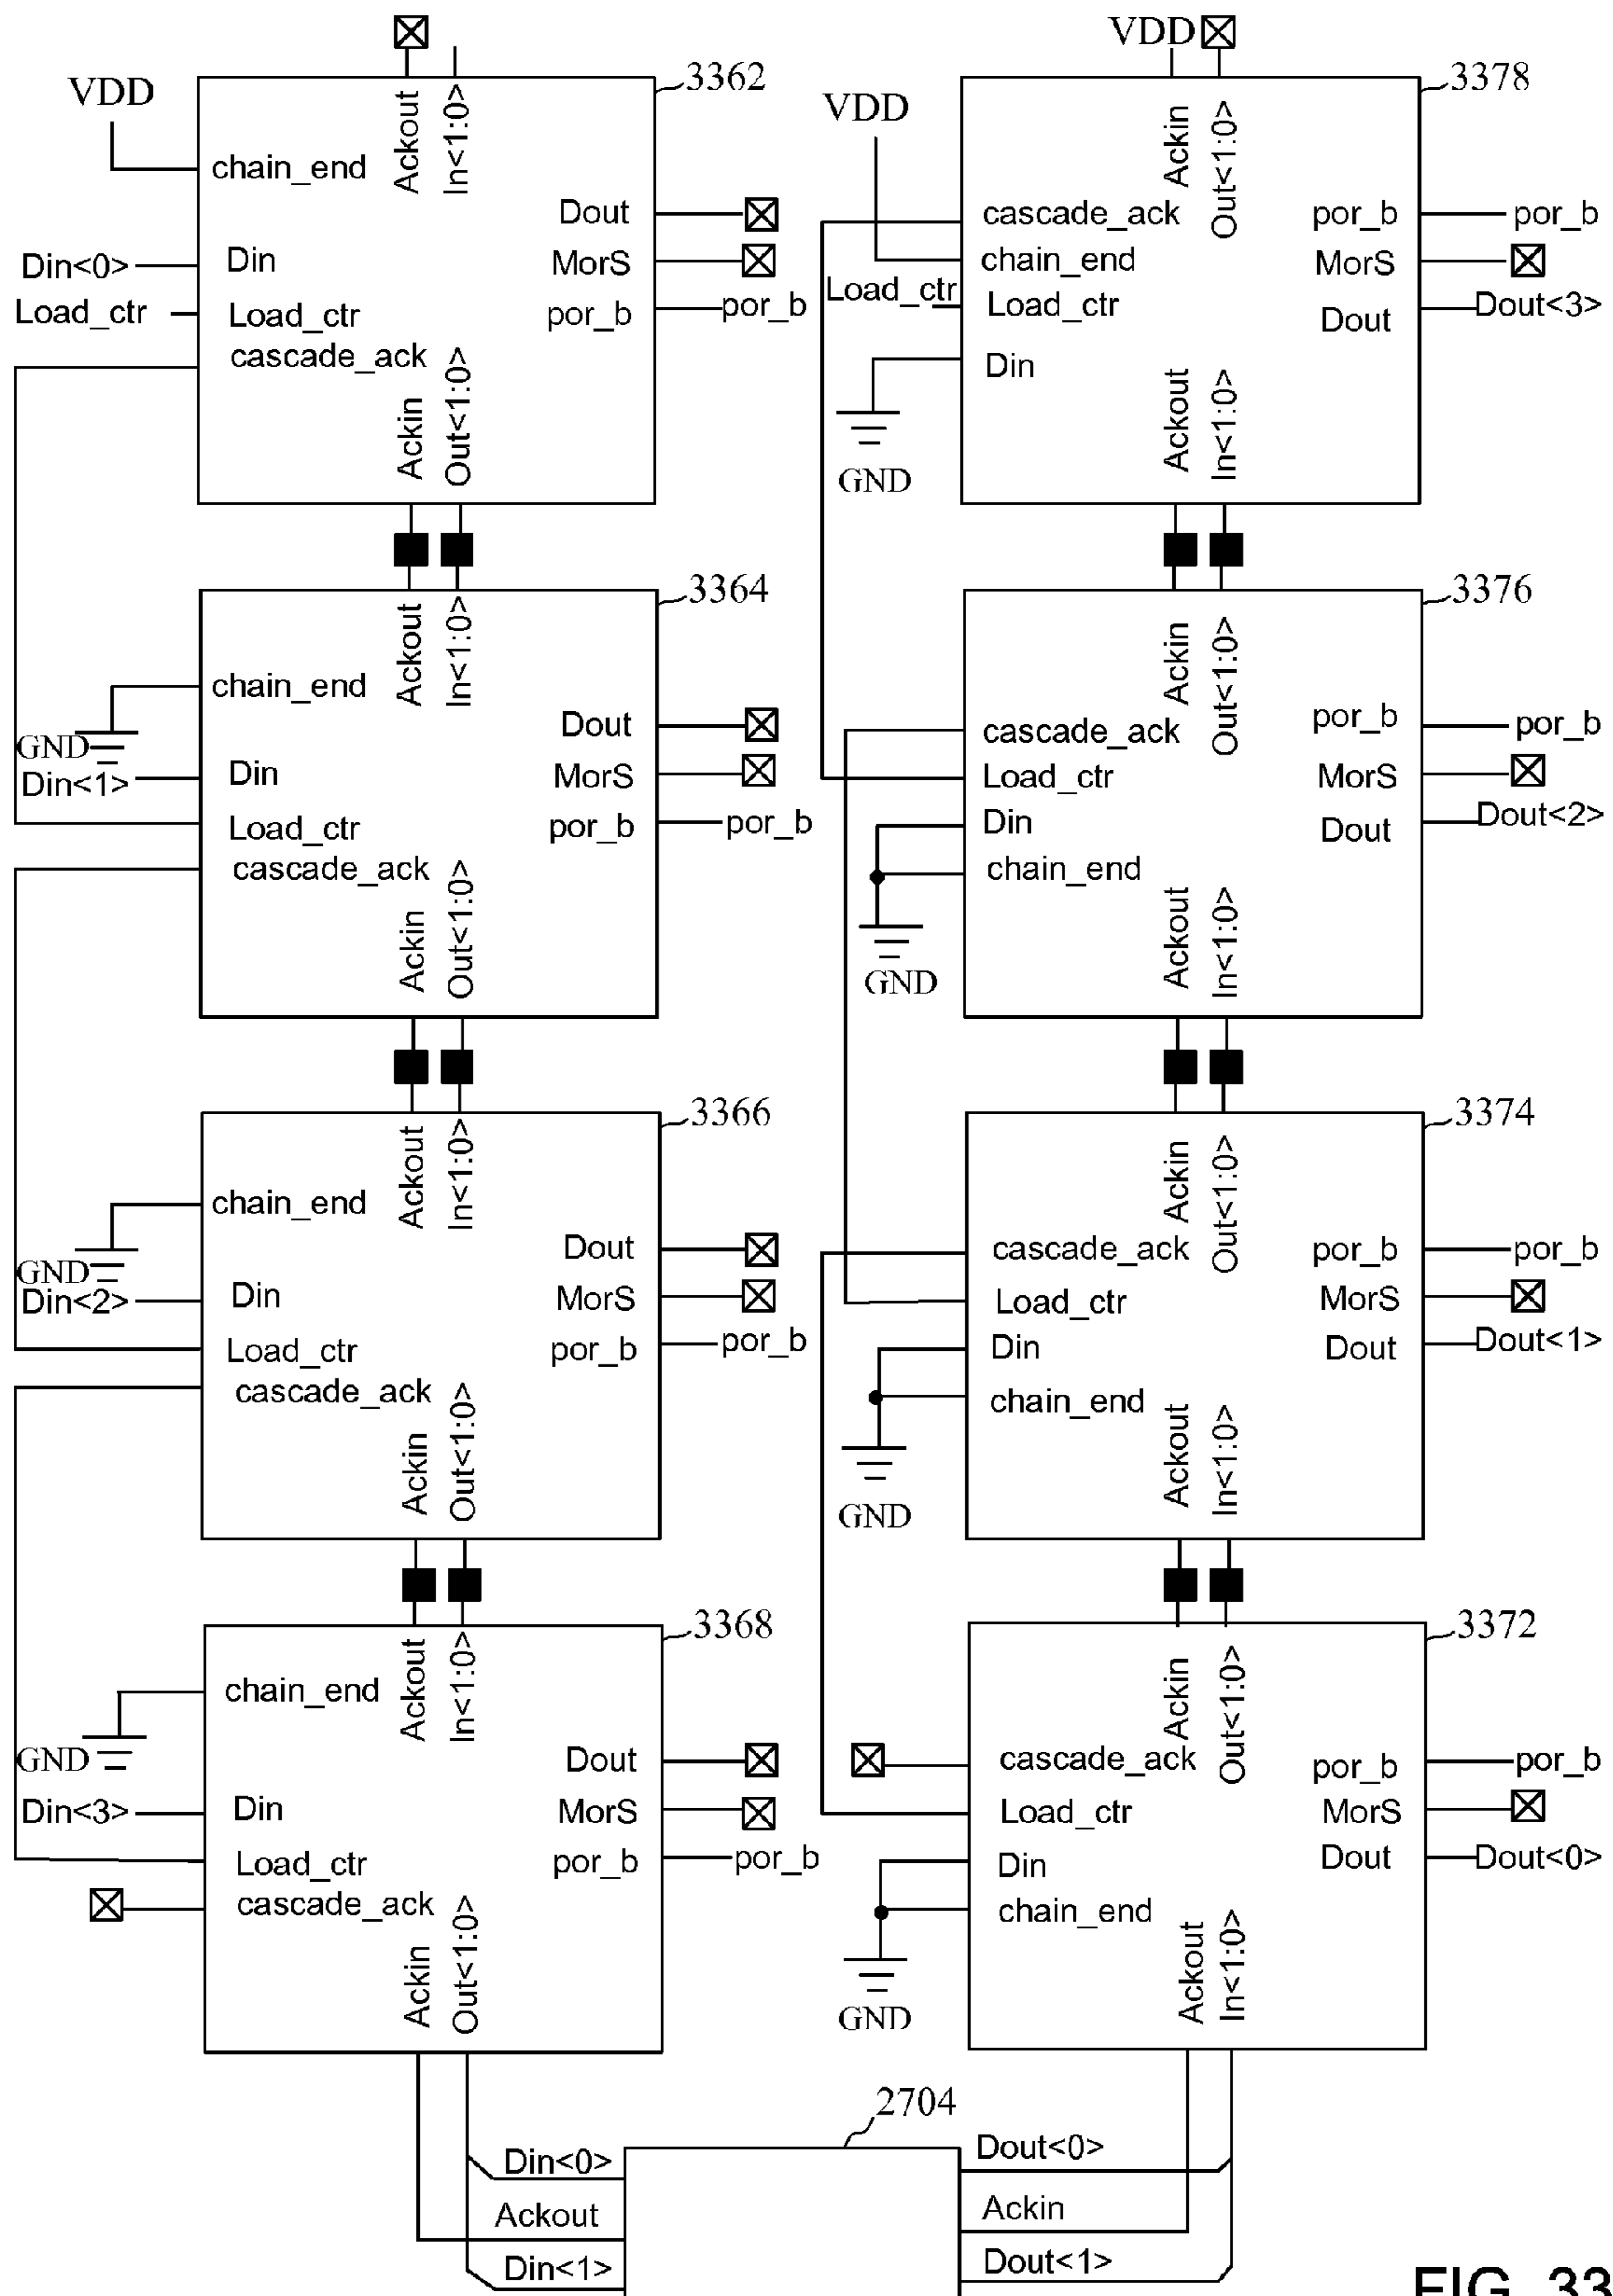 VDD
3362
chain_end
Ackout
In<1:0>
Dout
Din<0>
Din
MorS
Load_ctr
Load_ctr
por_b
por_b
cascade_ack
Ackin
Out<1:0>
3364
chain_end
Ackout
In<1:0>
GND
Dout
Din<1>
Din
MorS
Load_ctr
por_b
por_b
cascade_ack
Ackin
Out<1:0>
3366
chain_end
Ackout
In<1:0>
GND
Dout
Din<2>
Din
MorS
Load_ctr
por_b
por_b
cascade_ack
Ackin
Out<1:0>
3368
chain_end
Ackout
In<1:0>
GND
Dout
Din<3>
Din
MorS
Load_ctr
por_b
por_b
cascade_ack
Ackin
Out<1:0>
VDD
3378
VDD
Ackin
Out<1:0>
cascade_ack
por_b
por_b
chain_end
MorS
Load_ctr
Load_ctr
Dout
Dout<3>
Din
GND
Ackout
In<1:0>
3376
Ackin
Out<1:0>
cascade_ack
por_b
por_b
Load_ctr
MorS
Din
Dout
Dout<2>
chain_end
GND
Ackout
In<1:0>
3374
Ackin
Out<1:0>
cascade_ack
por_b
por_b
Load_ctr
MorS
Din
Dout
Dout<1>
chain_end
GND
Ackout
In<1:0>
3372
Ackin
Out<1:0>
cascade_ack
por_b
por_b
Load_ctr
MorS
Din
Dout
Dout<0>
chain_end
GND
Ackout
In<1:0>
2704
Din<0>
Dout<0>
Ackout
Ackin
Din<1>
Dout<1>
FIG. 33